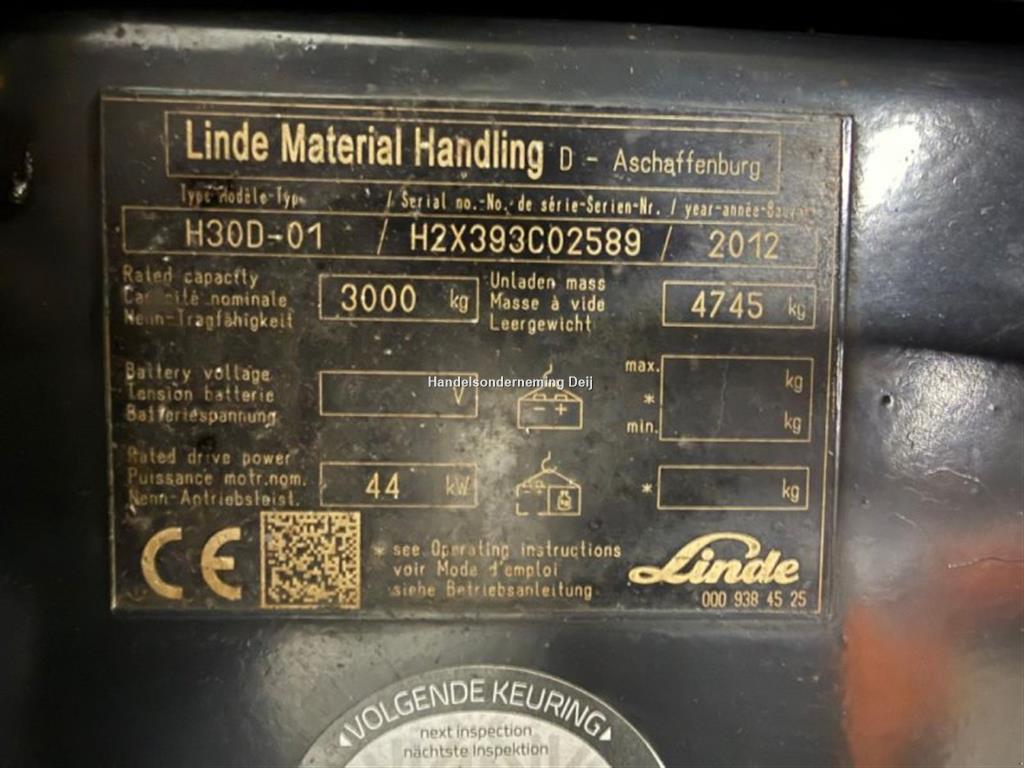 Linde Material Handling D - Aschaffenburg
Type-Modèle-Typ / Serial no.-No. de série-Serien-Nr. / year-année-Baujahr
H30D-01 / H2X393C02589 / 2012
Rated capacity
Capacité nominale
Nenn-Tragfähigkeit
3000 kg
Unladen mass
Masse à vide
Leergewicht
4745 kg
Battery voltage
Tension batterie
Batteriespannung
V
max. kg
*
min. kg
Handelsonderneming Deij
Rated drive power
Puissance motr.nom.
Nenn-Antriebsleist.
44 kW
* kg
CE
* see Operating instructions
voir Mode d'emploi
siehe Betriebsanleitung
Linde
000 938 45 25
VOLGENDE KEURING
next inspection
nächste Inspektion